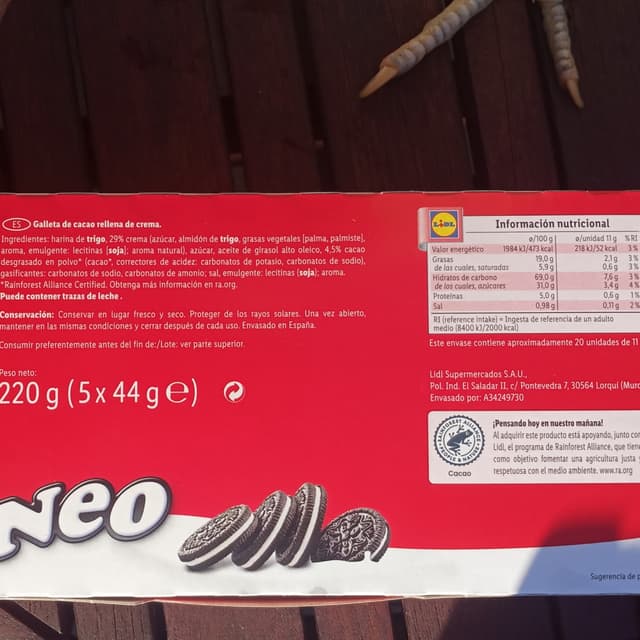 ES Galleta de cacao rellena de crema.
Ingredientes: harina de trigo, 29% crema (azúcar, almidón de trigo, grasas vegetales [palma, palmiste],
aroma, emulgente: lecitinas (soja); aroma natural), azúcar, aceite de girasol alto oleico, 4,5% cacao
desgrasado en polvo* (cacao*, correctores de acidez: carbonatos de potasio, carbonatos de sodio),
gasificantes: carbonatos de sodio, carbonatos de amonio; sal, emulgente: lecitinas (soja); aroma.
*Rainforest Alliance Certified. Obtenga más información en ra.org.
Puede contener trazas de leche.
Conservación: Conservar en lugar fresco y seco. Proteger de los rayos solares. Una vez abierto,
mantener en las mismas condiciones y cerrar después de cada uso. Envasado en España.
Consumir preferentemente antes del fin de:/Lote: ver parte superior.
Peso neto:
220 g (5 x 44 g e)
Neo
LIDL
Información nutricional
ø/100 g ø/unidad 11 g %RI
Valor energético 1984 kJ/473 kcal 218 kJ/52 kcal 3%
Grasas 19,0 g 2,1 g 3%
de las cuales, saturadas 5,9 g 0,6 g 3%
Hidratos de carbono 69,0 g 7,6 g 3%
de los cuales, azúcares 31,0 g 3,4 g 4%
Proteínas 5,0 g 0,6 g 1%
Sal 0,98 g 0,11 g 2%
RI (reference intake) = Ingesta de referencia de un adulto
medio (8400 kJ/2000 kcal)
Este envase contiene aproximadamente 20 unidades de 11
Lidl Supermercados S.A.U.,
Pol. Ind. El Saladar II, c/ Pontevedra 7, 30564 Lorquí (Murc
Envasado por: A34249730
RAINFOREST ALLIANCE
PEOPLE & NATURE
Cacao
¡Pensando hoy en nuestro mañana!
Al adquirir este producto está apoyando, junto con
Lidl, el programa de Rainforest Alliance, que tiene
como objetivo fomentar una agricultura justa y
respetuosa con el medio ambiente. www.ra.org
Sugerencia de p